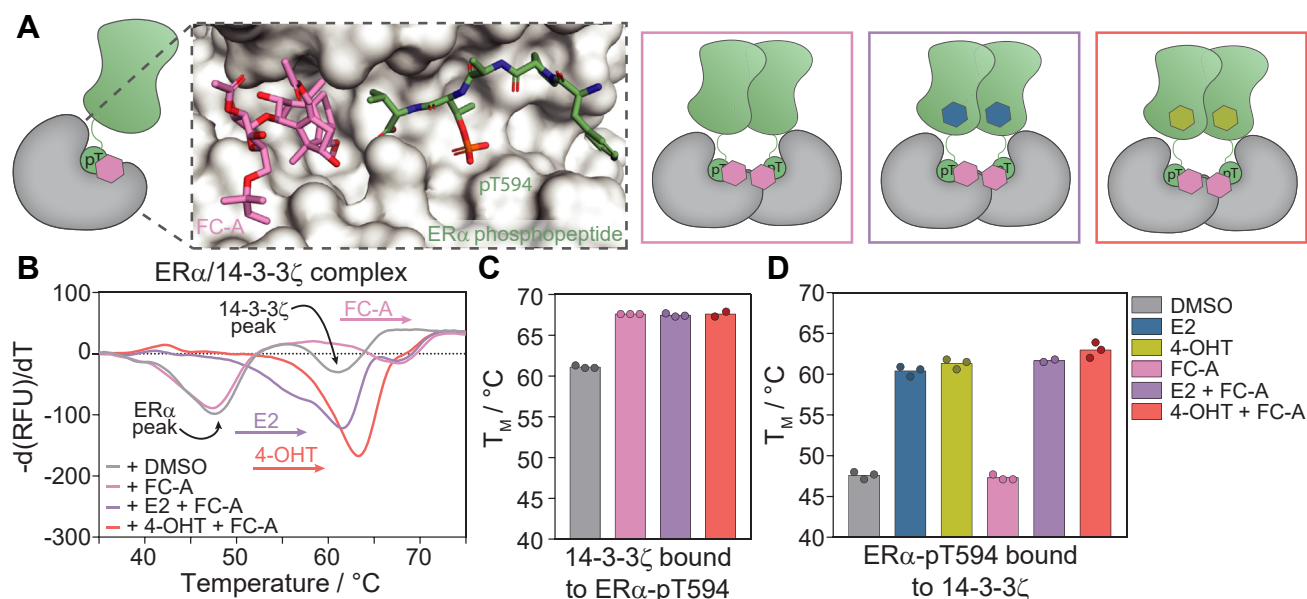 A
pT
FC-A
pT594
ERα phosphopeptide
pT
pT
pT
pT
pT
pT
B
ERα/14-3-3ζ complex
-d(RFU)/dT
100
0
-100
-200
-300
14-3-3ζ
peak
FC-A
ERα
peak
E2
4-OHT
+ DMSO
+ FC-A
+ E2 + FC-A
+ 4-OHT + FC-A
40
50
60
70
Temperature / °C
C
TM / °C
70
65
60
55
50
45
40
14-3-3ζ bound
to ERα-pT594
D
TM / °C
70
65
60
55
50
45
40
ERα-pT594 bound
to 14-3-3ζ
DMSO
E2
4-OHT
FC-A
E2 + FC-A
4-OHT + FC-A